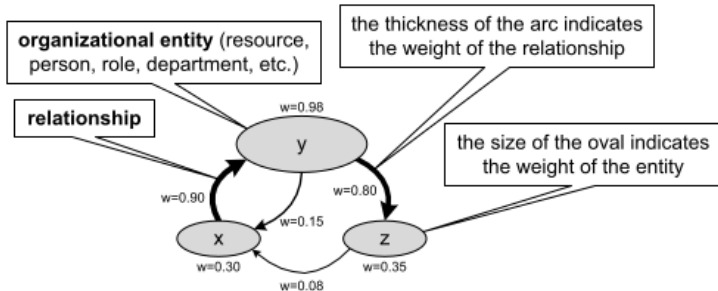 organizational entity (resource,
person, role, department, etc.)
the thickness of the arc indicates
the weight of the relationship
relationship
w=0.98
y
the size of the oval indicates
the weight of the entity
w=0.90
w=0.80
w=0.15
x
z
w=0.30
w=0.35
w=0.08